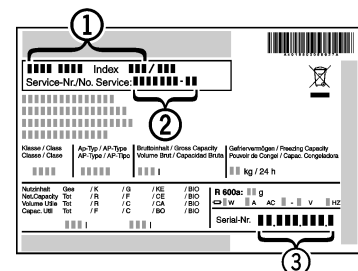 1
Index /
Service-Nr./No. Service: -
2
Klasse / Class
Classe / Clase
Ap-Typ / AP-Type
AP-Type / AP-Tipo
Bruttoinhalt / Gross Capacity
Volume Brut / Capacidad Bruta
l
Gefriervermögen / Freezing Capacity
Pouvoir de Congel / Capac. Congeladora
kg / 24 h
Nutzinhalt Ges / K / G / KE / BIO
Net.Capacity Tot / R / F / CE / BIO
Volume Utile Tot / R / C / CA / BIO
Capac. Util Tot / F / C / BO / BIO
l l
R 600a: g
W A AC - V HZ
Serial-Nr. . . .
3